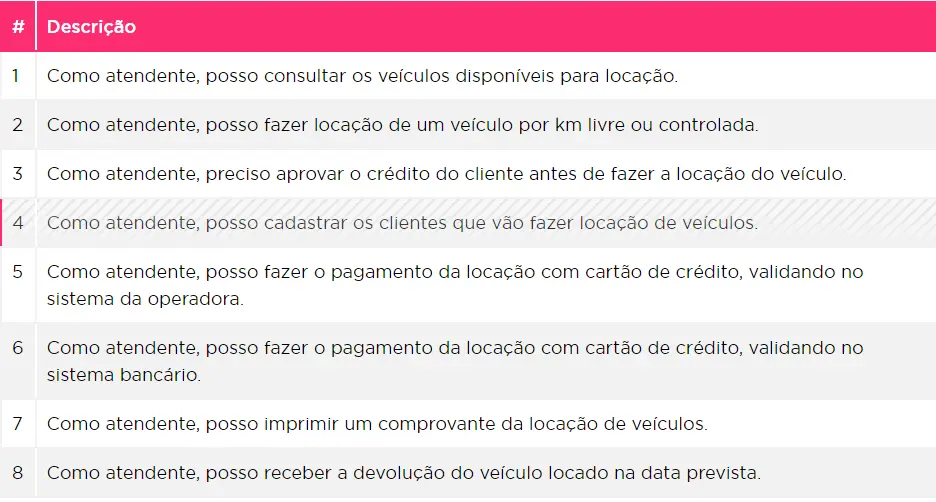 # Descrição
1 Como atendente, posso consultar os veículos disponíveis para locação.
2 Como atendente, posso fazer locação de um veículo por km livre ou controlada.
3 Como atendente, preciso aprovar o crédito do cliente antes de fazer a locação do veículo.
4 Como atendente, posso cadastrar os clientes que vão fazer locação de veículos.
5 Como atendente, posso fazer o pagamento da locação com cartão de crédito, validando no
sistema da operadora.
6 Como atendente, posso fazer o pagamento da locação com cartão de crédito, validando no
sistema bancário.
7 Como atendente, posso imprimir um comprovante da locação de veículos.
8 Como atendente, posso receber a devolução do veículo locado na data prevista.